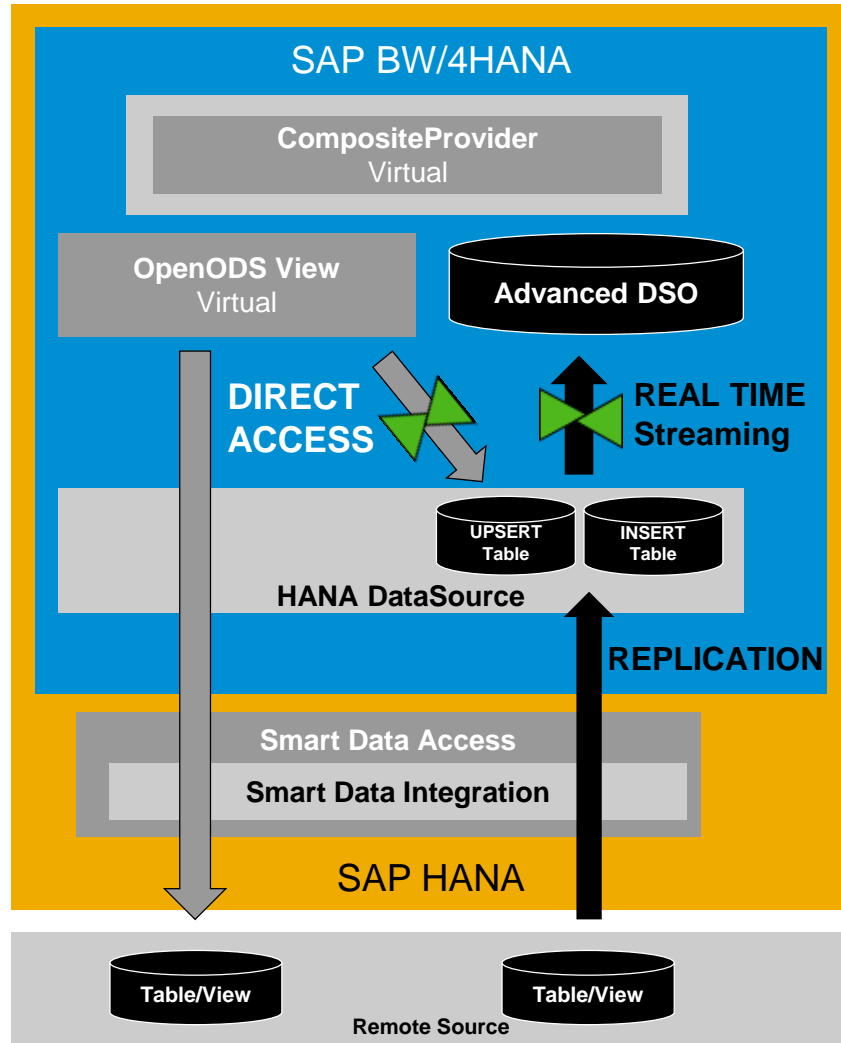 SAP BW/4HANA
CompositeProvider
Virtual
OpenODS View
Virtual
Advanced DSO
DIRECT
ACCESS
REAL TIME
Streaming
UPSERT
Table
INSERT
Table
HANA DataSource
REPLICATION
Smart Data Access
Smart Data Integration
SAP HANA
Table/View
Table/View
Remote Source